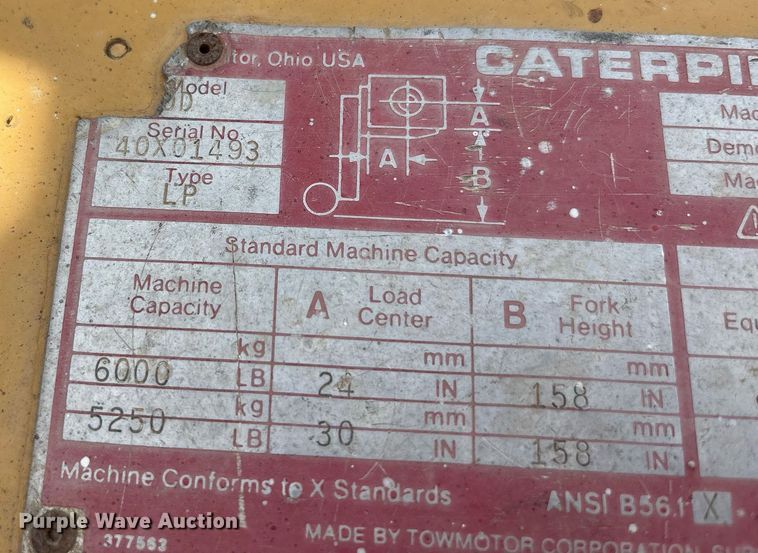 tor, Ohio USA
CATERPI
Model
D
Serial No.
40X01493
Type
LP
A
A
B
Mac
Dem
Ma
Standard Machine Capacity
Machine Capacity
A Load Center
B Fork Height
Equ
kg mm mm
6000 LB 24 IN 158 IN
kg mm mm
5250 LB 30 IN 158 IN
Machine Conforms to X Standards ANSI B56.1 X
MADE BY TOWMOTOR CORPORATION
377563
Purple Wave Auction